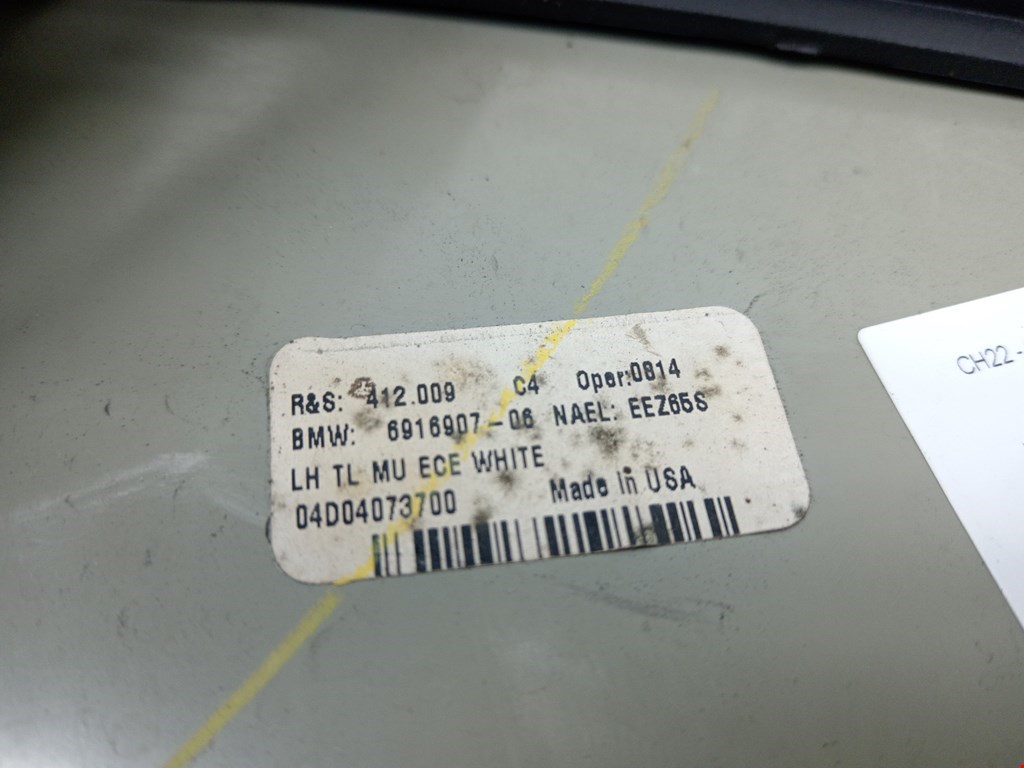 R&S: 412.009 C4 Oper:0814
BMW: 6916907-06 NAEL: EEZ65S
LH TL MU ECE WHITE
04D04073700 Made in USA
CH22-